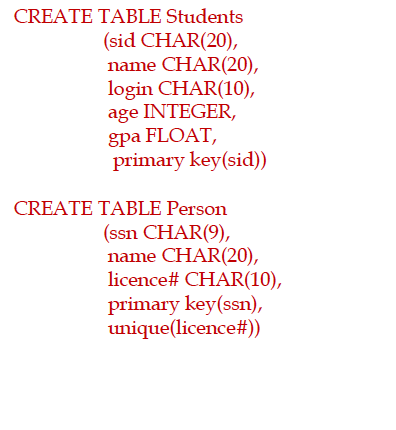 CREATE TABLE Students
(sid CHAR(20),
name CHAR(20),
login CHAR(10),
age INTEGER,
gpa FLOAT,
primary key(sid))
CREATE TABLE Person
(ssn CHAR(9),
name CHAR(20),
licence# CHAR(10),
primary key(ssn),
unique(licence#))